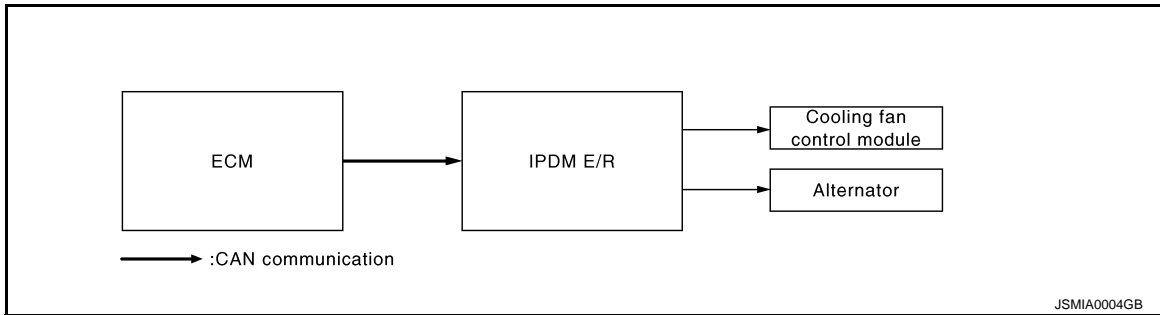 ECM
IPDM E/R
Cooling fan
control module
Alternator
:CAN communication
JSMIA0004GB